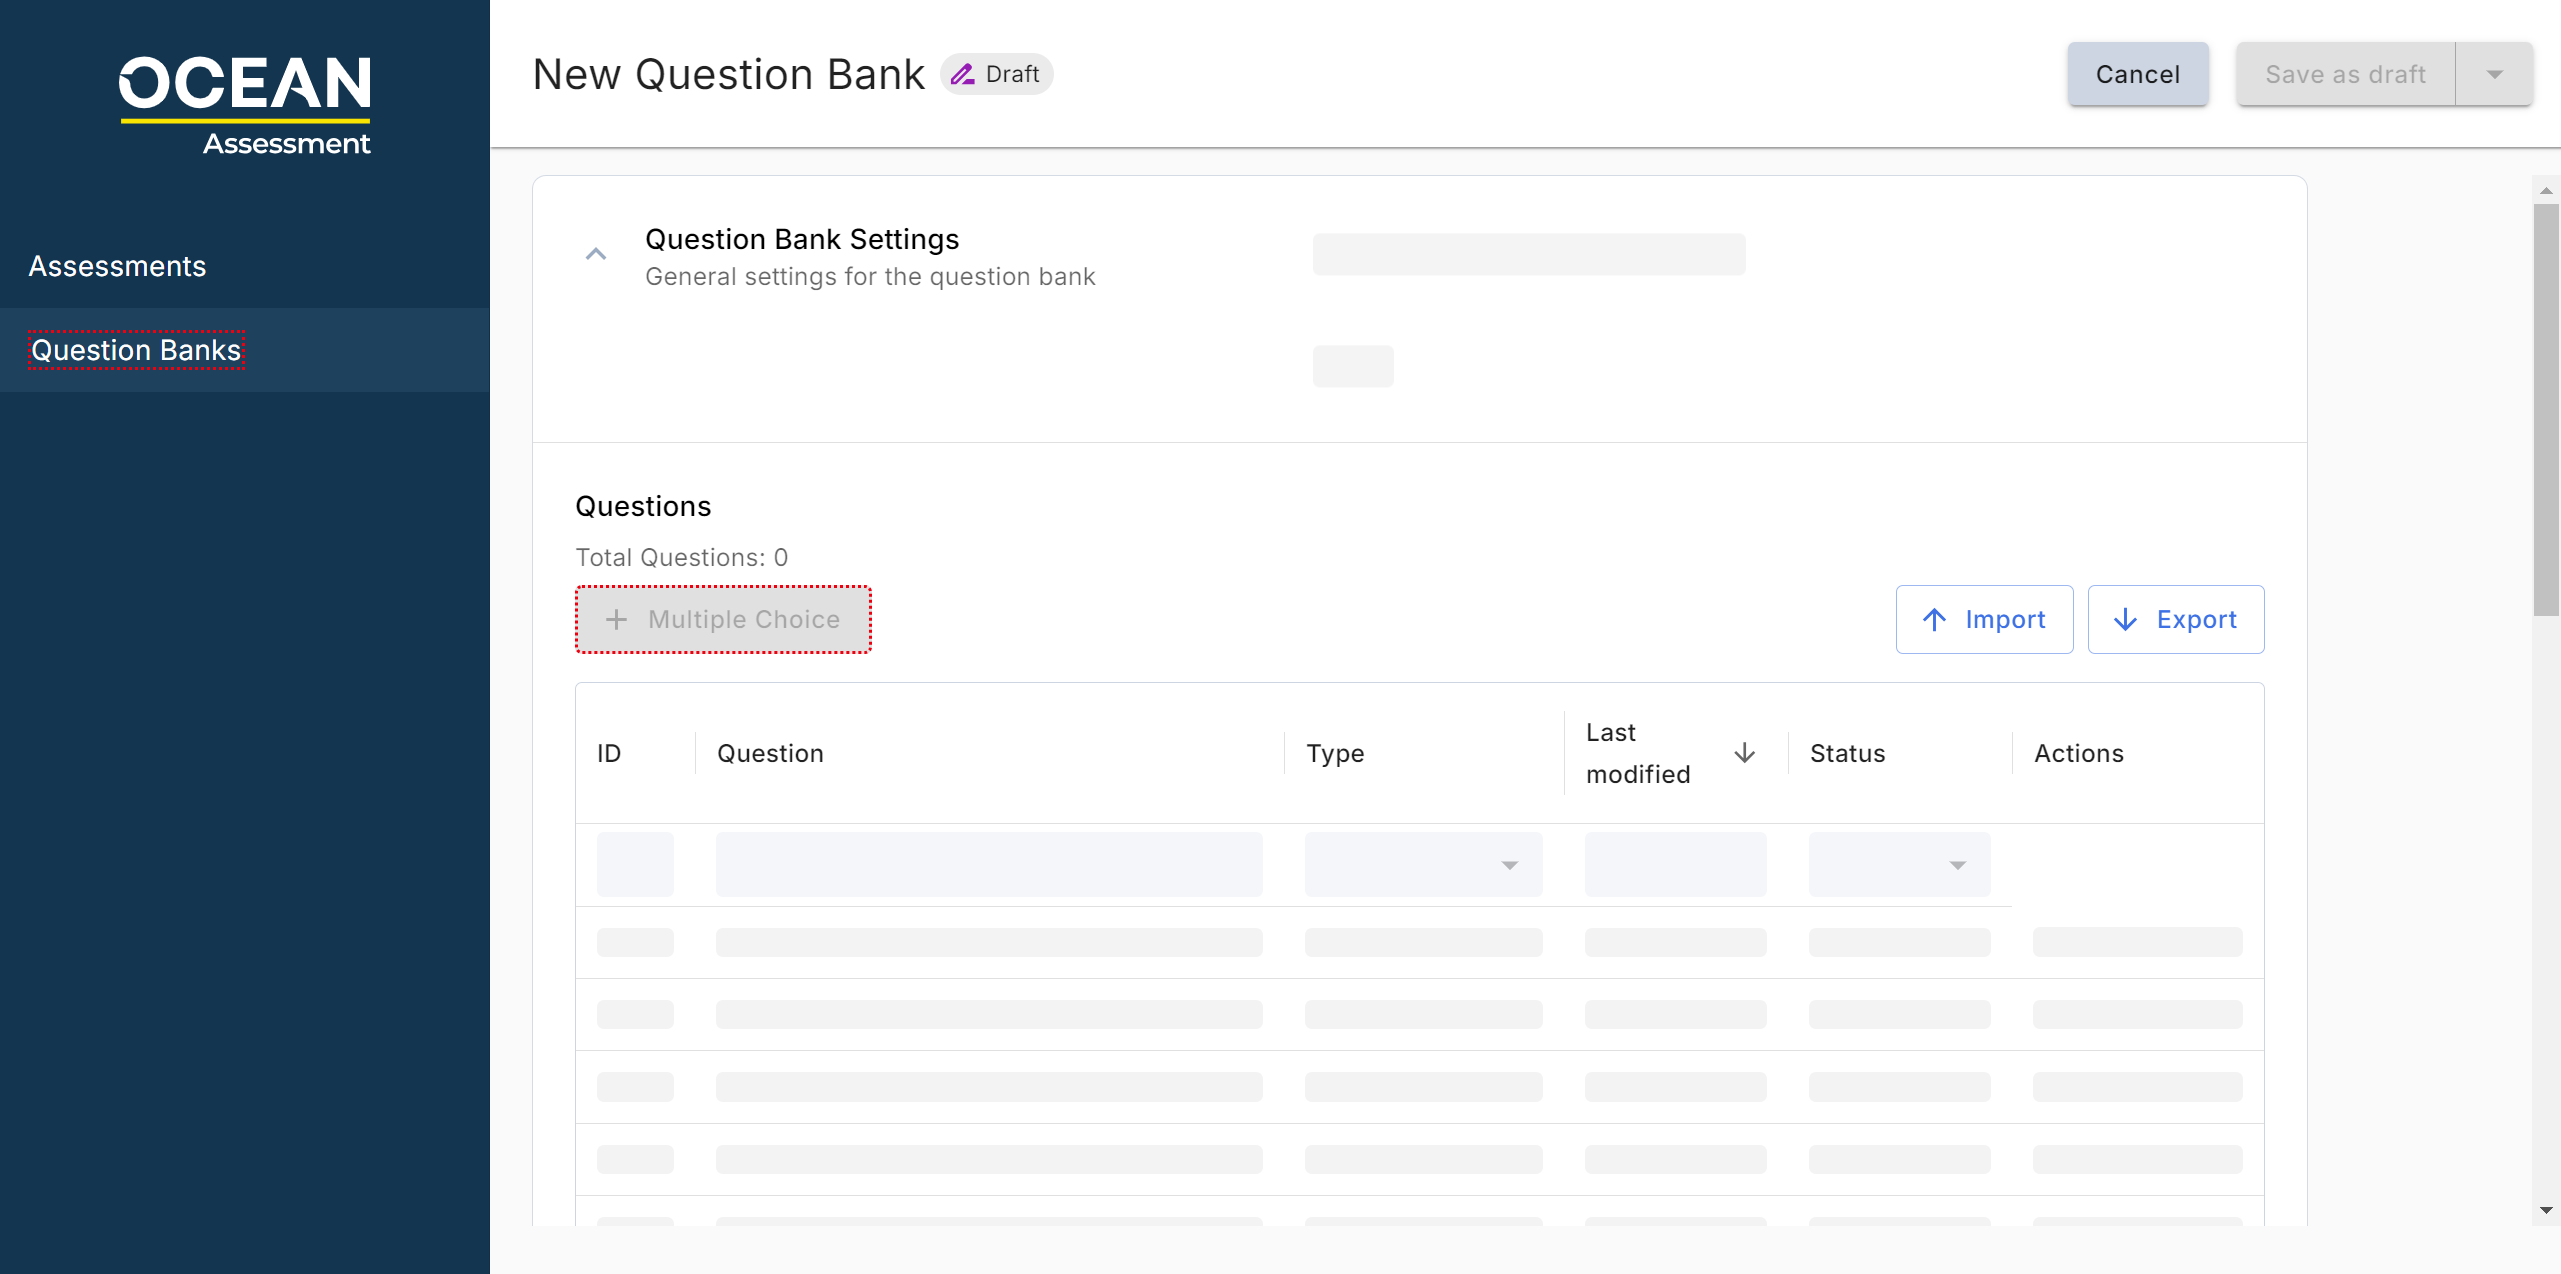 OCEAN
Assessment
Assessments
Question Banks
New Question Bank
Draft
Cancel
Save as draft
Question Bank Settings
General settings for the question bank
Questions
Total Questions: 0
Multiple Choice
Import
Export
ID
Question
Type
Last
modified
Status
Actions